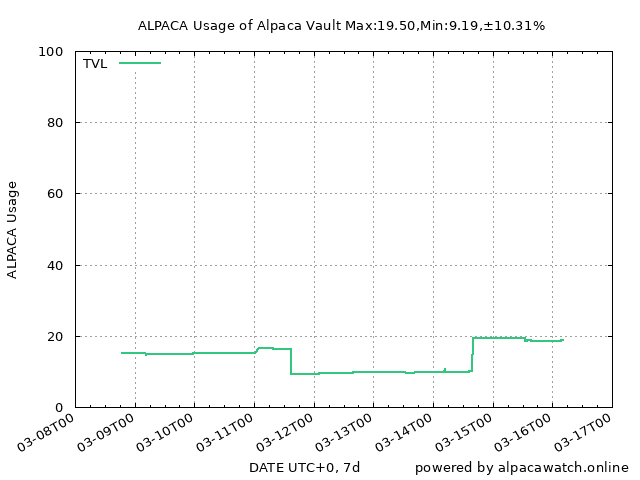 ALPACA Usage of Alpaca Vault Max:19.50,Min:9.19,±10.31%
100
TVL
80
60
ALPACA Usage
40
20
0
03-08T00
03-09T00
03-10T00
03-11T00
03-12T00
03-13T00
03-14T00
03-15T00
03-16T00
03-17T00
DATE UTC+0, 7d
powered by alpacawatch.online